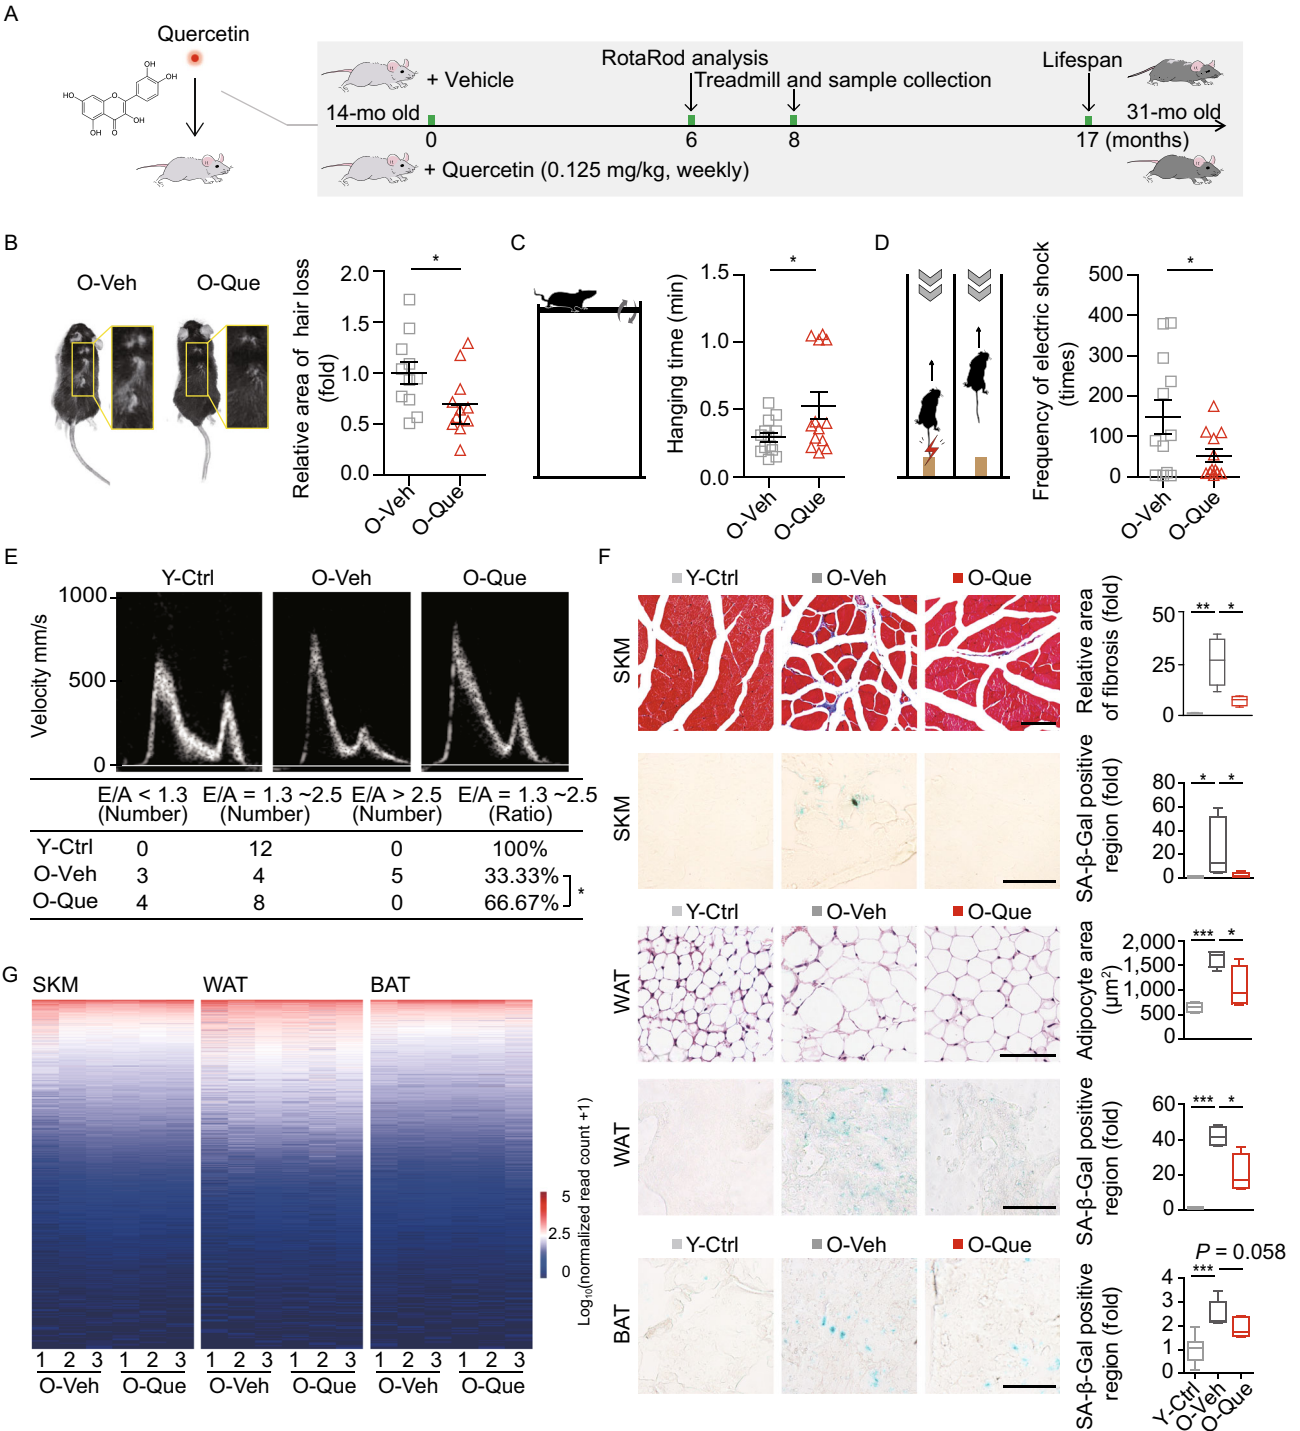 A
Quercetin
OH
OH
HO
O
OH
OH
O
+ Vehicle
RotaRod analysis
Treadmill and sample collection
Lifespan
14-mo old
31-mo old
0
6
8
17 (months)
+ Quercetin (0.125 mg/kg, weekly)
B
O-Veh
O-Que
Relative area of hair loss
(fold)
2.0
1.5
1.0
0.5
0.0
*
O-Veh
O-Que
C
Hanging time (min)
1.5
1.0
0.5
0.0
*
O-Veh
O-Que
D
Frequency of electric shock
(times)
500
400
300
200
100
0
*
O-Veh
O-Que
E
Y-Ctrl
O-Veh
O-Que
Velocity mm/s
1000
500
0
E/A < 1.3
(Number)
E/A = 1.3 ~2.5
(Number)
E/A > 2.5
(Number)
E/A = 1.3 ~2.5
(Ratio)
Y-Ctrl 0 12 0 100%
O-Veh 3 4 5 33.33%
O-Que 4 8 0 66.67%
*
F
Y-Ctrl
O-Veh
O-Que
SKM
Relative area
of fibrosis (fold)
50
25
0
** *
SKM
SA-β-Gal positive
region (fold)
80
60
40
20
0
* *
Y-Ctrl
O-Veh
O-Que
WAT
Adipocyte area
(μm²)
2,000
1,500
1,000
500
0
*** *
WAT
SA-β-Gal positive
region (fold)
60
40
20
0
*** *
Y-Ctrl
O-Veh
O-Que
BAT
SA-β-Gal positive
region (fold)
P = 0.058
***
4
3
2
1
0
Y-Ctrl
O-Veh
O-Que
G
SKM
WAT
BAT
1 2 3 1 2 3
O-Veh O-Que
1 2 3 1 2 3
O-Veh O-Que
1 2 3 1 2 3
O-Veh O-Que
5
2.5
0
Log₁₀(normalized read count +1)